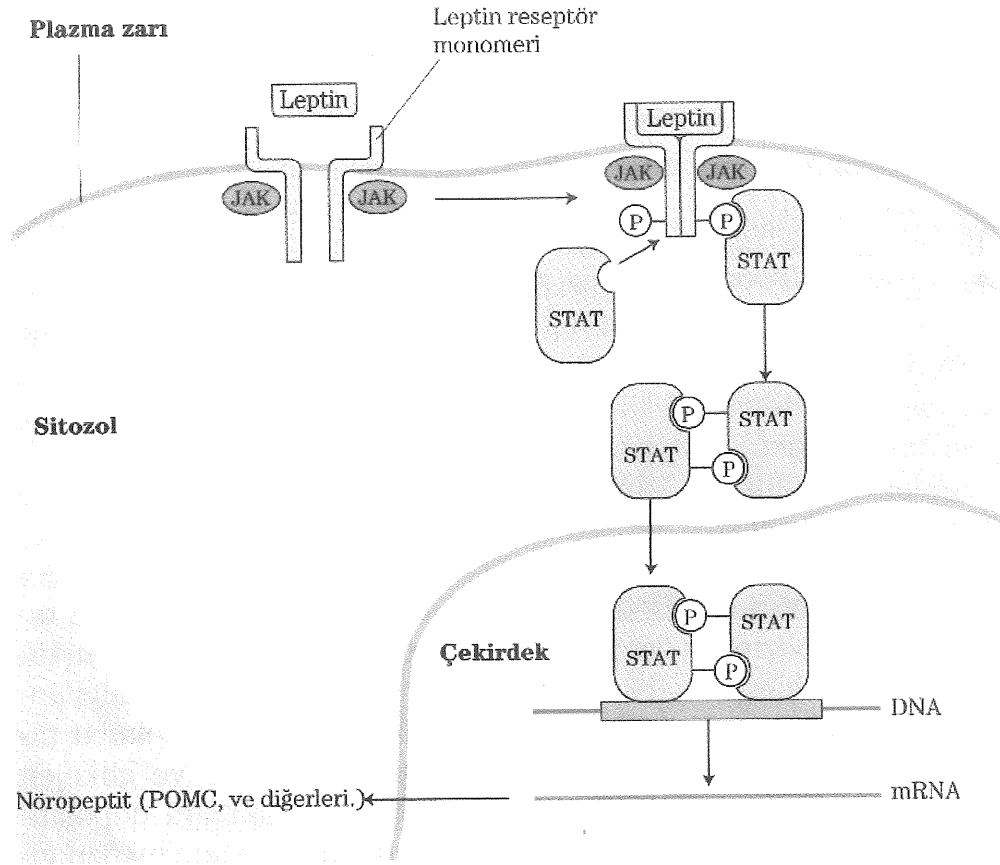 Plazma zarı
Leptin reseptör
monomeri
Leptin
Leptin
JAK
JAK
JAK
JAK
P
P
STAT
STAT
Sitozol
P
STAT
STAT
P
P
STAT
Çekirdek
STAT
P
DNA
Nöropeptit (POMC, ve diğerleri.)
mRNA